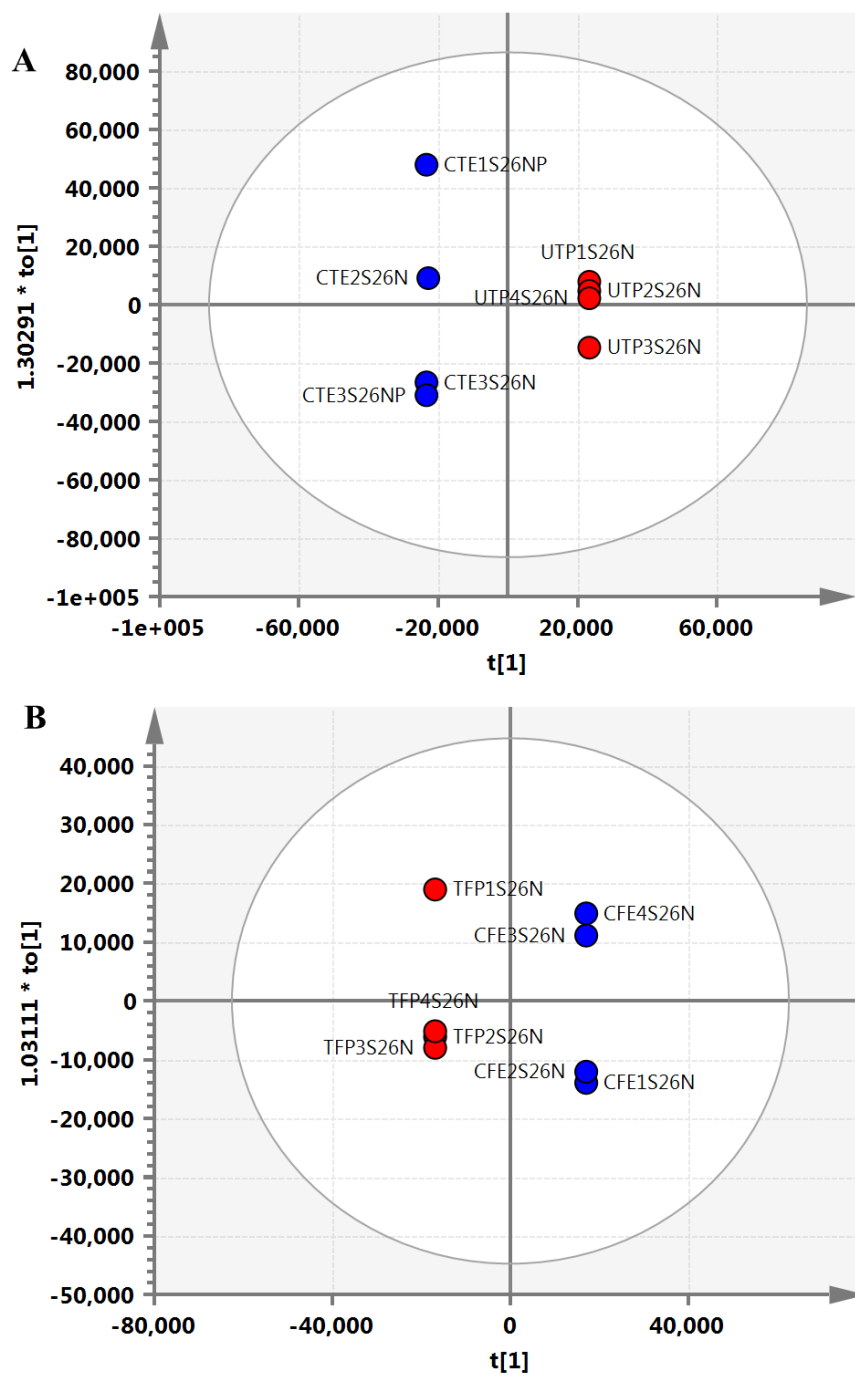 A
80,000
60,000
40,000
20,000
0
-20,000
-40,000
-60,000
-80,000
-1e+005
1.30291 * to[1]
CTE1S26NP
CTE2S26N
UTP1S26N
UTP2S26N
UTP4S26N
UTP3S26N
CTE3S26N
CTE3S26NP
-1e+005
-60,000
-20,000
20,000
60,000
t[1]
B
40,000
30,000
20,000
10,000
0
-10,000
-20,000
-30,000
-40,000
-50,000
1.03111 * to[1]
TFP1S26N
CFE4S26N
CFE3S26N
TFP4S26N
TFP2S26N
TFP3S26N
CFE2S26N
CFE1S26N
-80,000
-40,000
0
40,000
t[1]